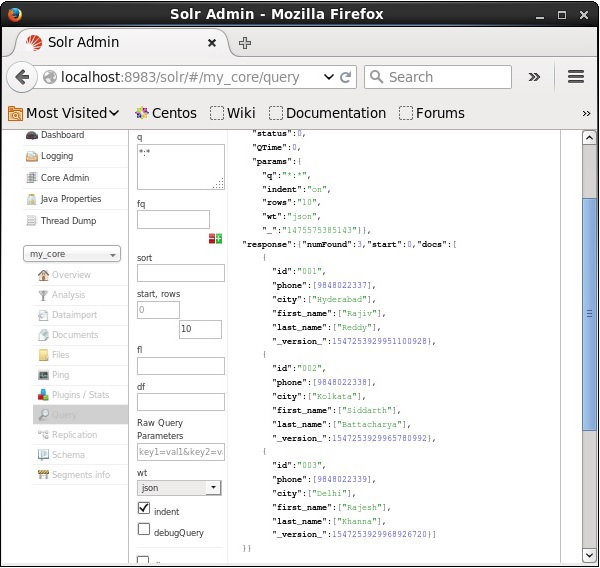 Solr Admin - Mozilla Firefox
Solr Admin
localhost:8983/solr/#/my_core/query
Search
Most Visited
Centos
Wiki
Documentation
Forums
Dashboard
Logging
Core Admin
Java Properties
Thread Dump
my_core
Overview
Analysis
Dataimport
Documents
Files
Ping
Plugins / Stats
Query
Replication
Schema
Segments info
q
*:*
fq
sort
start, rows
0
10
fl
df
Raw Query
Parameters
key1=val1&key2=v
wt
json
indent
debugQuery
"status":0,
"QTime":0,
"params":{
"q":"*:*",
"indent":"on",
"rows":"10",
"wt":"json",
"_":"1475575385143"}},
"response":{"numFound":3,"start":0,"docs":[
{
"id":"001",
"phone":[9848022337],
"city":["Hyderabad"],
"first_name":["Rajiv"],
"last_name":["Reddy"],
"_version_":1547253929951100928},
{
"id":"002",
"phone":[9848022338],
"city":["Kolkata"],
"first_name":["Siddarth"],
"last_name":["Battacharya"],
"_version_":1547253929965780992},
{
"id":"003",
"phone":[9848022339],
"city":["Delhi"],
"first_name":["Rajesh"],
"last_name":["Khanna"],
"_version_":1547253929968926720}]
}}